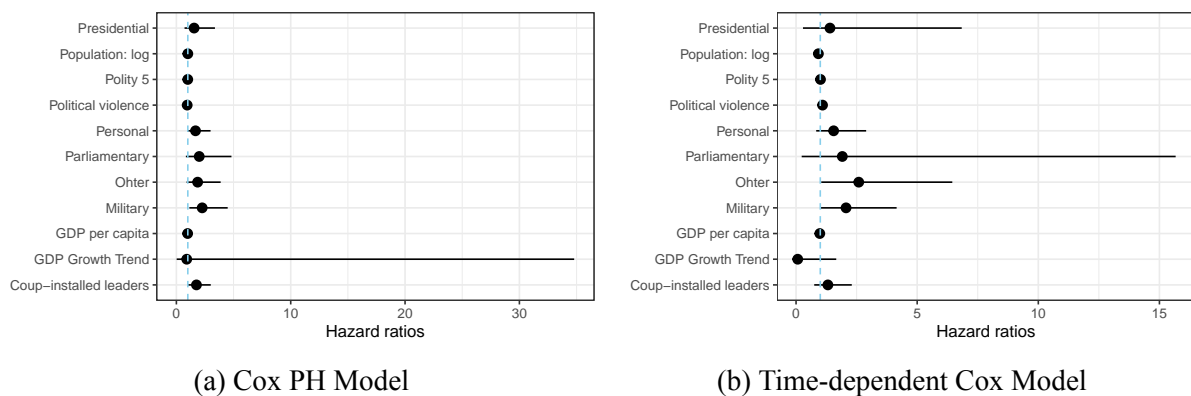 Presidential
Population: log
Polity 5
Political violence
Personal
Parliamentary
Ohter
Military
GDP per capita
GDP Growth Trend
Coup−installed leaders
0 10 20 30
Hazard ratios
(a) Cox PH Model
Presidential
Population: log
Polity 5
Political violence
Personal
Parliamentary
Ohter
Military
GDP per capita
GDP Growth Trend
Coup−installed leaders
0 5 10 15
Hazard ratios
(b) Time-dependent Cox Model